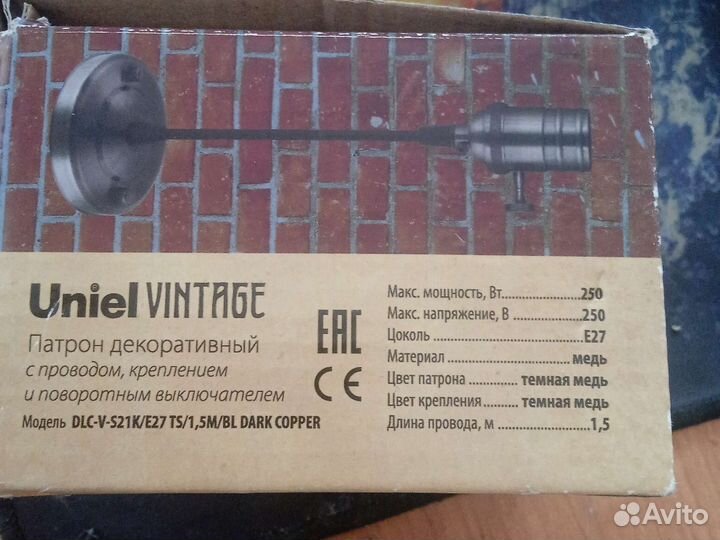 Uniel VINTAGE
Патрон декоративный
с проводом, креплением
и поворотным выключателем
Модель DLC-V-S21K/E27 TS/1,5M/BL DARK COPPER
EAC
CE
Макс. мощность, Вт....................250
Макс. напряжение, В ..................250
Цоколь ...............................E27
Материал .........................медь
Цвет патрона ........ темная медь
Цвет крепления ........ темная медь
Длина провода, м .......................1,5
Avito